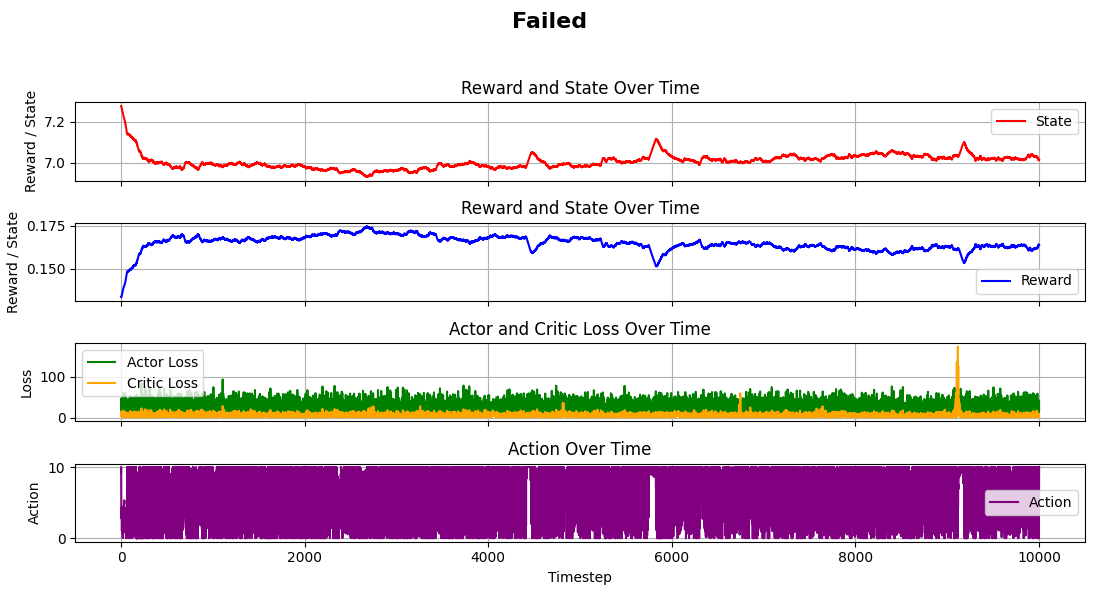 Failed
Reward and State Over Time
Reward / State
7.2
7.0
State
Reward and State Over Time
Reward / State
0.175
0.150
Reward
Actor and Critic Loss Over Time
Loss
100
0
Actor Loss
Critic Loss
Action Over Time
Action
10
0
Action
0 2000 4000 6000 8000 10000
Timestep